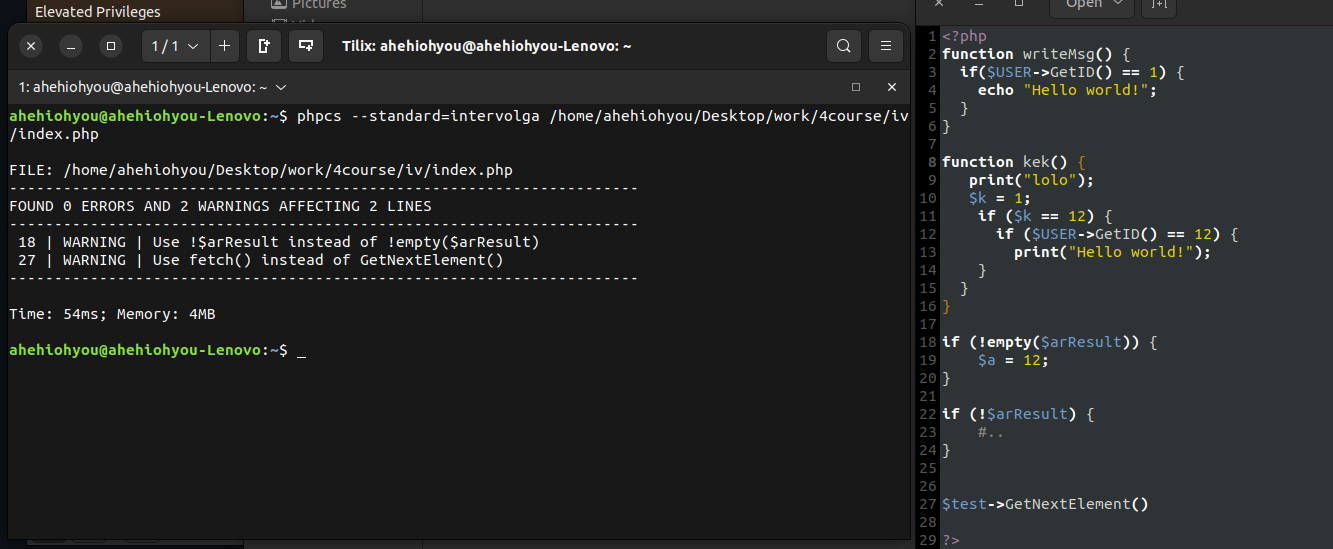 Elevated Privileges
Pictures
1 / 1
Tilix: ahehiohyou@ahehiohyou-Lenovo: ~
1: ahehiohyou@ahehiohyou-Lenovo: ~
ahehiohyou@ahehiohyou-Lenovo:~$ phpcs --standard=intervolga /home/ahehiohyou/Desktop/work/4course/iv
/index.php
FILE: /home/ahehiohyou/Desktop/work/4course/iv/index.php
----------------------------------------------------------------------
FOUND 0 ERRORS AND 2 WARNINGS AFFECTING 2 LINES
----------------------------------------------------------------------
18 | WARNING | Use !$arResult instead of !empty($arResult)
27 | WARNING | Use fetch() instead of GetNextElement()
----------------------------------------------------------------------
Time: 54ms; Memory: 4MB
ahehiohyou@ahehiohyou-Lenovo:~$ _
Open
1 <?php
2 function writeMsg() {
3   if($USER->GetID() == 1) {
4     echo "Hello world!";
5   }
6 }
7
8 function kek() {
9    print("lolo");
10    $k = 1;
11     if ($k == 12) {
12       if ($USER->GetID() == 12) {
13         print("Hello world!");
14     }
15   }
16 }
17
18 if (!empty($arResult)) {
19     $a = 12;
20 }
21
22 if (!$arResult) {
23     #..
24 }
25
26
27 $test->GetNextElement()
28
29 ?>